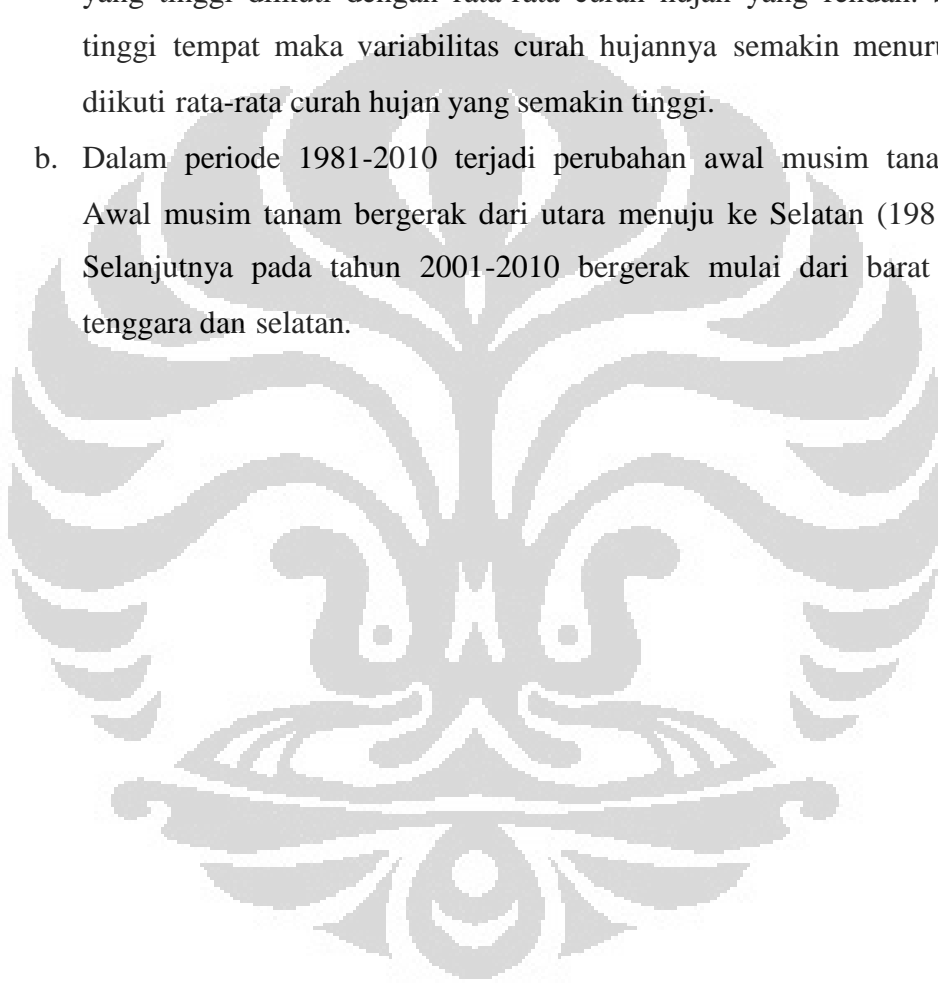 yang tinggi diikuti dengan rata-rata curah hujan yang rendah.
tinggi tempat maka variabilitas curah hujannya semakin
diikuti rata-rata curah hujan yang semakin tinggi.
b. Dalam periode 1981-2010 terjadi perubahan awal musim
Awal musim tanam bergerak dari utara menuju ke Selatan (198
Selanjutnya pada tahun 2001-2010 bergerak mulai dari barat
tenggara dan selatan.